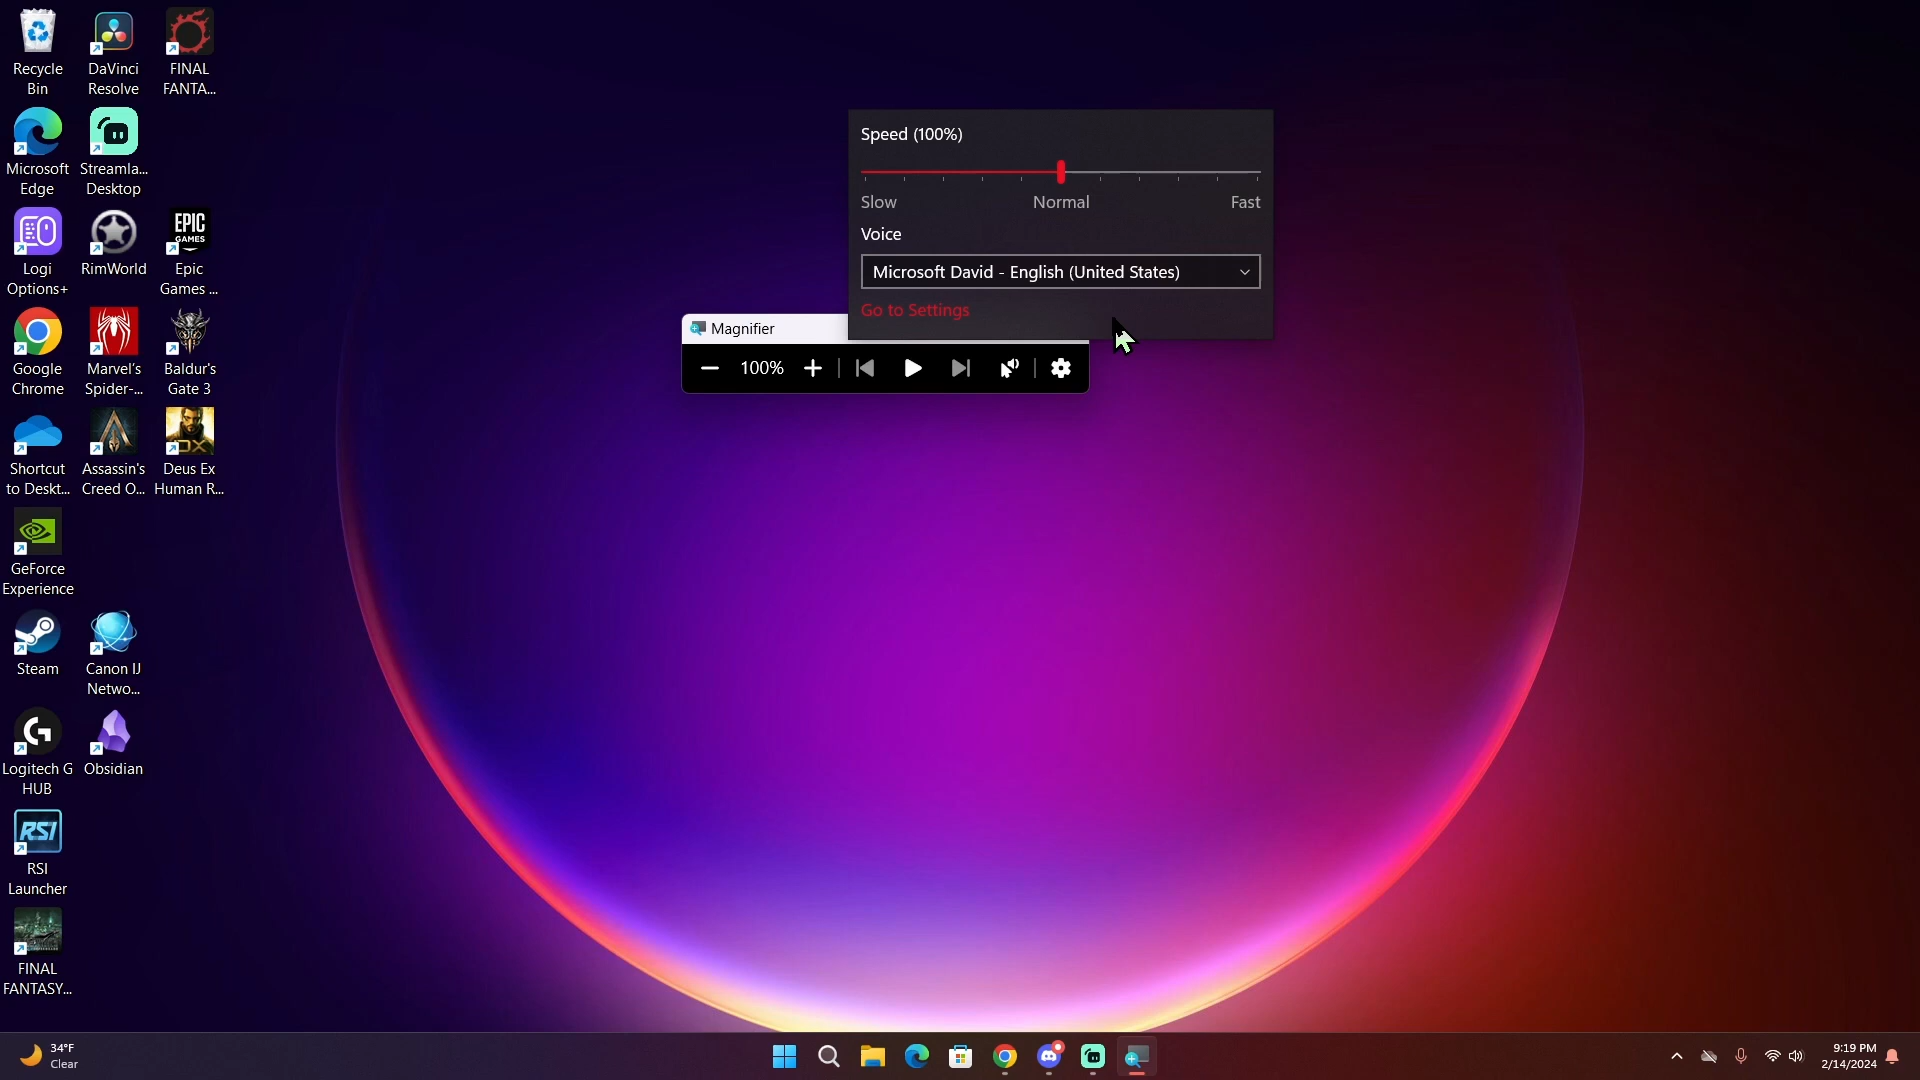 Recycle
Bin
DaVinci
Resolve
FINAL
FANTA...
Microsoft
Edge
Streamla...
Desktop
Logi
Options+
RimWorld
EPIC
GAMES
Epic
Games ...
Google
Chrome
Marvel's
Spider-...
Baldur's
Gate 3
Shortcut
to Deskt...
Assassin's
Creed O...
DX
Deus Ex
Human R...
GeForce
Experience
Steam
Canon IJ
Netwo...
Logitech G
HUB
Obsidian
RSI
RSI
Launcher
FINAL
FANTASY...
Speed (100%)
Slow
Normal
Fast
Voice
Microsoft David - English (United States)
Go to Settings
Magnifier
100%
34°F
Clear
9:19 PM
2/14/2024